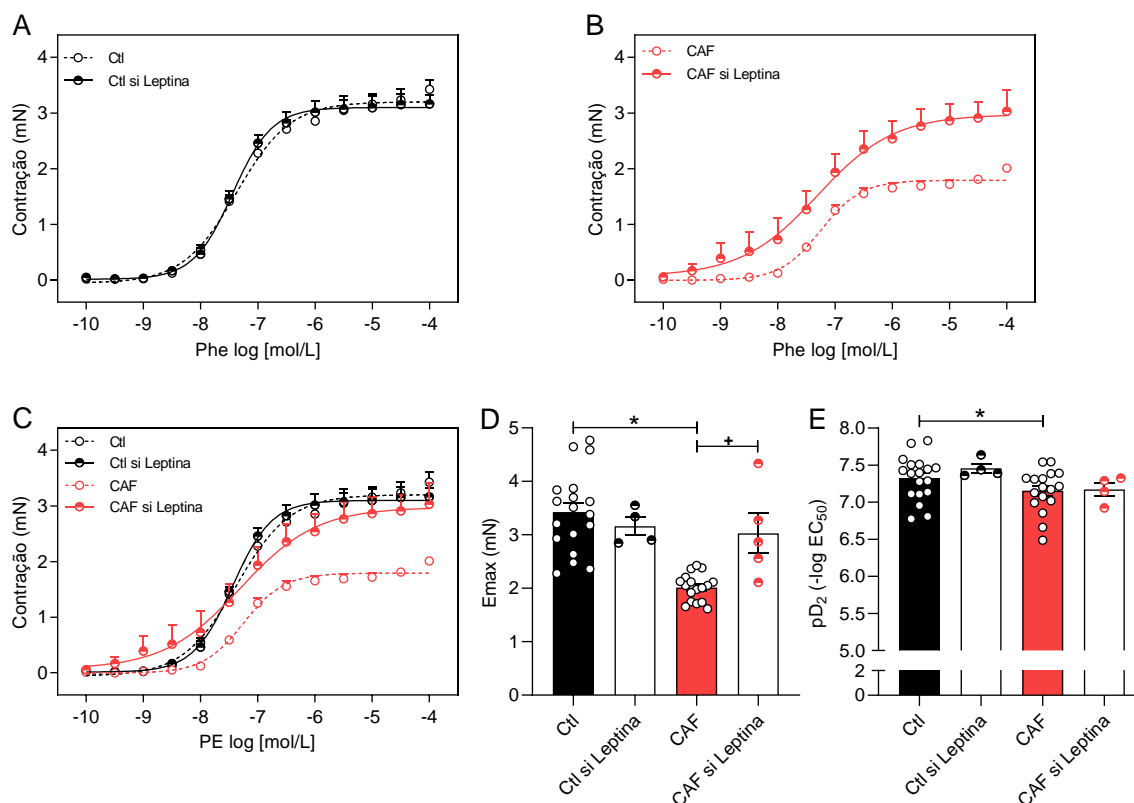 A
Ctl
Ctl si Leptina
Contração (mN)
4
3
2
1
0
-10 -9 -8 -7 -6 -5 -4
Phe log [mol/L]
B
CAF
CAF si Leptina
Contração (mN)
4
3
2
1
0
-10 -9 -8 -7 -6 -5 -4
Phe log [mol/L]
C
Ctl
Ctl si Leptina
CAF
CAF si Leptina
Contração (mN)
4
3
2
1
0
-10 -9 -8 -7 -6 -5 -4
PE log [mol/L]
D
*
+
Emax (mN)
5
4
3
2
1
0
Ctl
Ctl si Leptina
CAF
CAF si Leptina
E
*
pD₂ (-log EC₅₀)
8.0
7.5
7.0
6.5
6.0
5.5
5.0
2
0
Ctl
Ctl si Leptina
CAF
CAF si Leptina